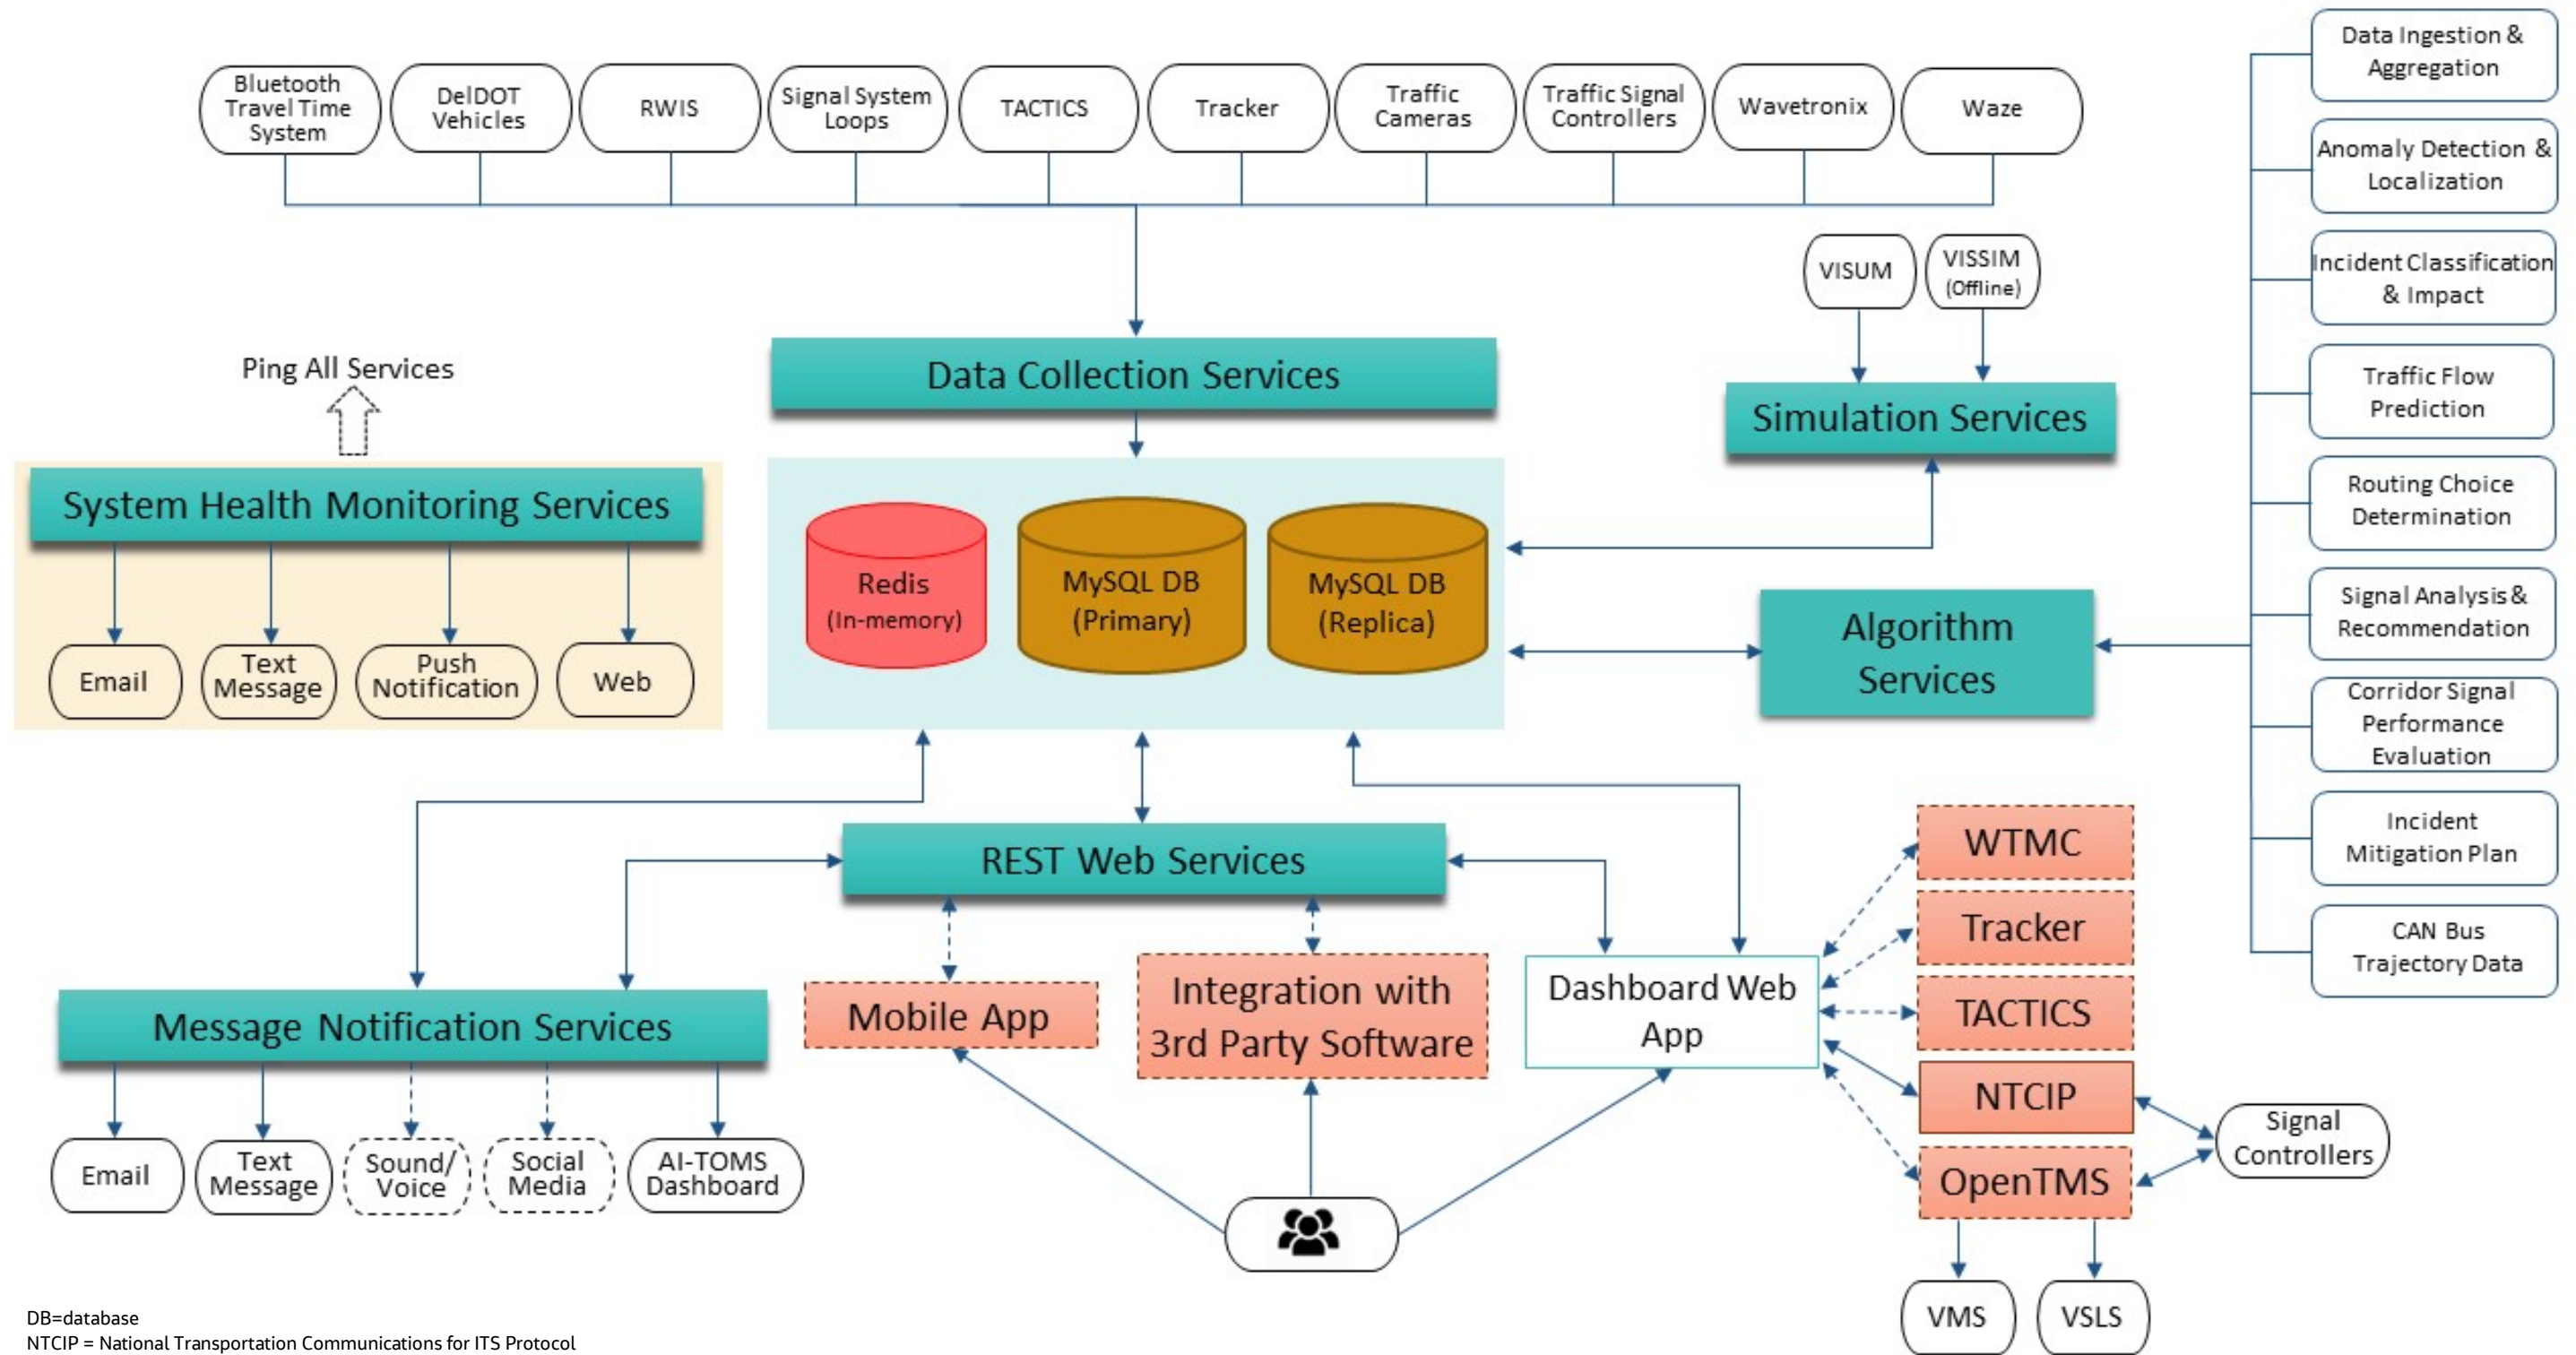 Bluetooth
Travel Time
System
DelDOT
Vehicles
RWIS
Signal System
Loops
TACTICS
Tracker
Traffic
Cameras
Traffic Signal
Controllers
Wavetronix
Waze
Data Ingestion &
Aggregation
Anomaly Detection &
Localization
Incident Classification
& Impact
Traffic Flow
Prediction
Routing Choice
Determination
Signal Analysis &
Recommendation
Corridor Signal
Performance
Evaluation
Incident
Mitigation Plan
CAN Bus
Trajectory Data
VISUM
VISSIM
(Offline)
Data Collection Services
Simulation Services
Ping All Services
System Health Monitoring Services
Email
Text
Message
Push
Notification
Web
Redis
(In-memory)
MySQL DB
(Primary)
MySQL DB
(Replica)
Algorithm
Services
REST Web Services
Message Notification Services
Email
Text
Message
Sound/
Voice
Social
Media
AI-TOMS
Dashboard
Mobile App
Integration with
3rd Party Software
Dashboard Web
App
WTMC
Tracker
TACTICS
NTCIP
OpenTMS
Signal
Controllers
VMS
VSLS
DB=database
NTCIP = National Transportation Communications for ITS Protocol